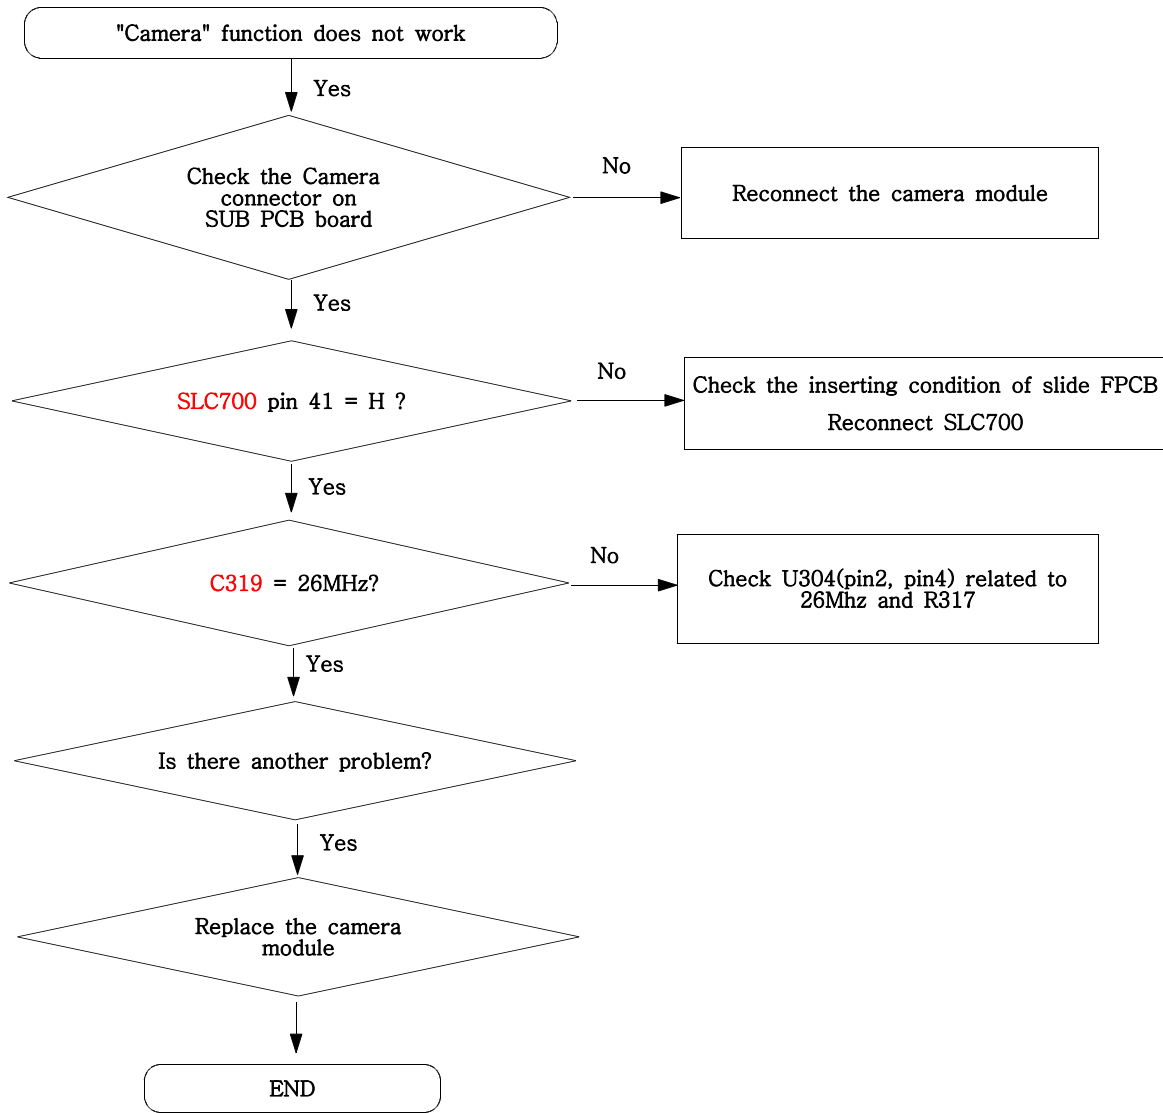 "Camera" function does not work
Yes
Check the Camera
connector on
SUB PCB board
No
Reconnect the camera module
Yes
SLC700 pin 41 = H ?
No
Check the inserting condition of slide FPCB
Reconnect SLC700
Yes
C319 = 26MHz?
No
Check U304(pin2, pin4) related to
26Mhz and R317
Yes
Is there another problem?
Yes
Replace the camera
module
END